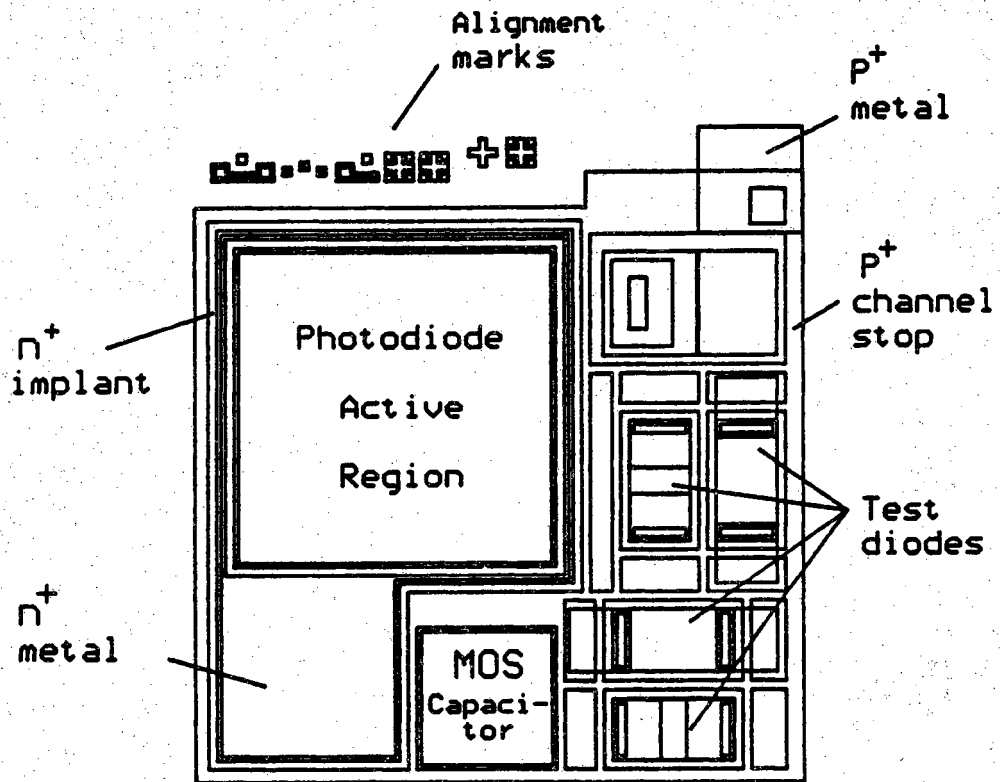 Alignment
marks
P+
metal
P+
channel
stop
n+
implant
Photodiode
Active
Region
Test
diodes
n+
metal
MOS
Capaci-
tor